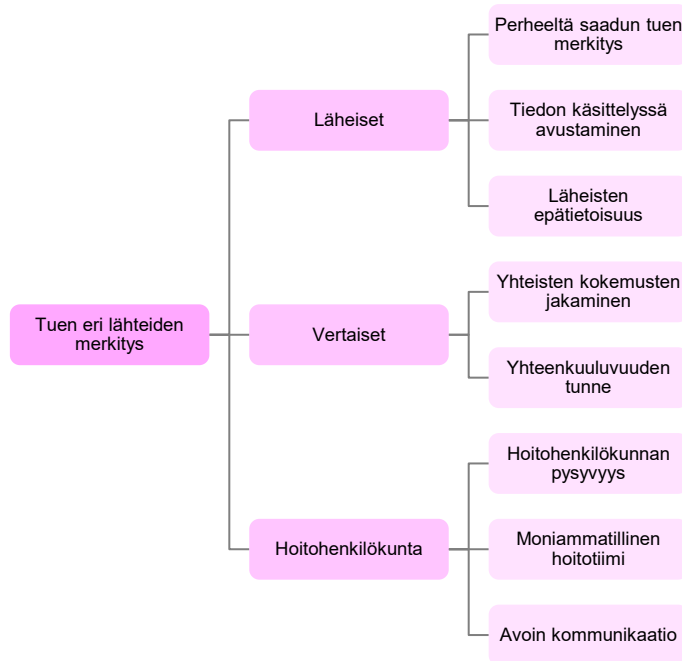 Tuen eri lähteiden
merkitys
Läheiset
Perheeltä saadun tuen
merkitys
Tiedon käsittelyssä
avustaminen
Läheisten
epätietoisuus
Vertaiset
Yhteisten kokemusten
jakaminen
Yhteenkuuluvuuden
tunne
Hoitohenkilökunta
Hoitohenkilökunnan
pysyvyys
Moniammatillinen
hoitotiimi
Avoin kommunikaatio